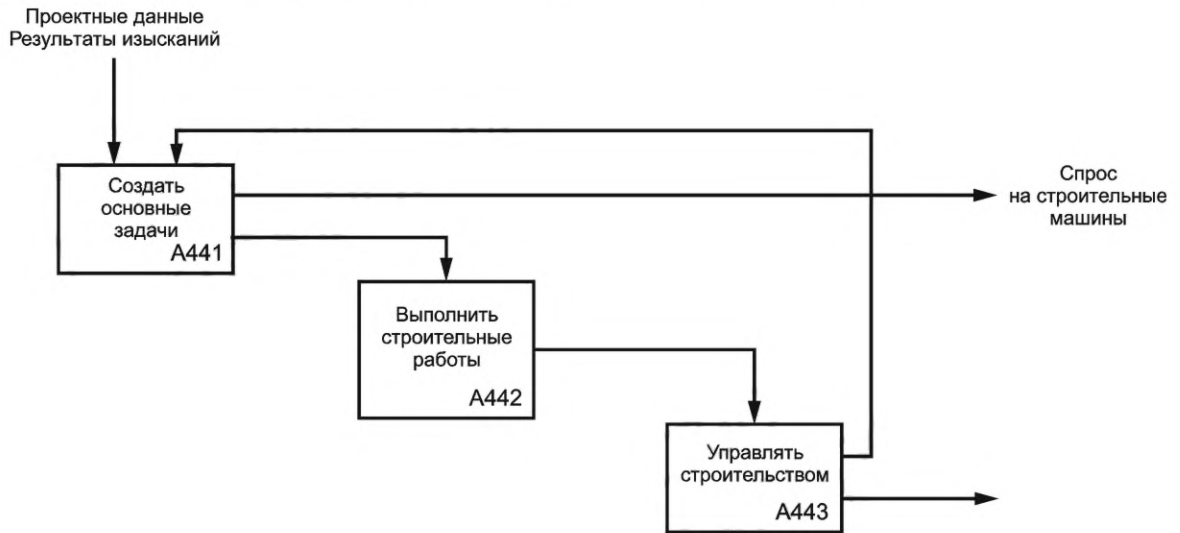 Проектные данные
Результаты изысканий
Создать
основные
задачи
А441
Спрос
на строительные
машины
Выполнить
строительные
работы
А442
Управлять
строительством
А443